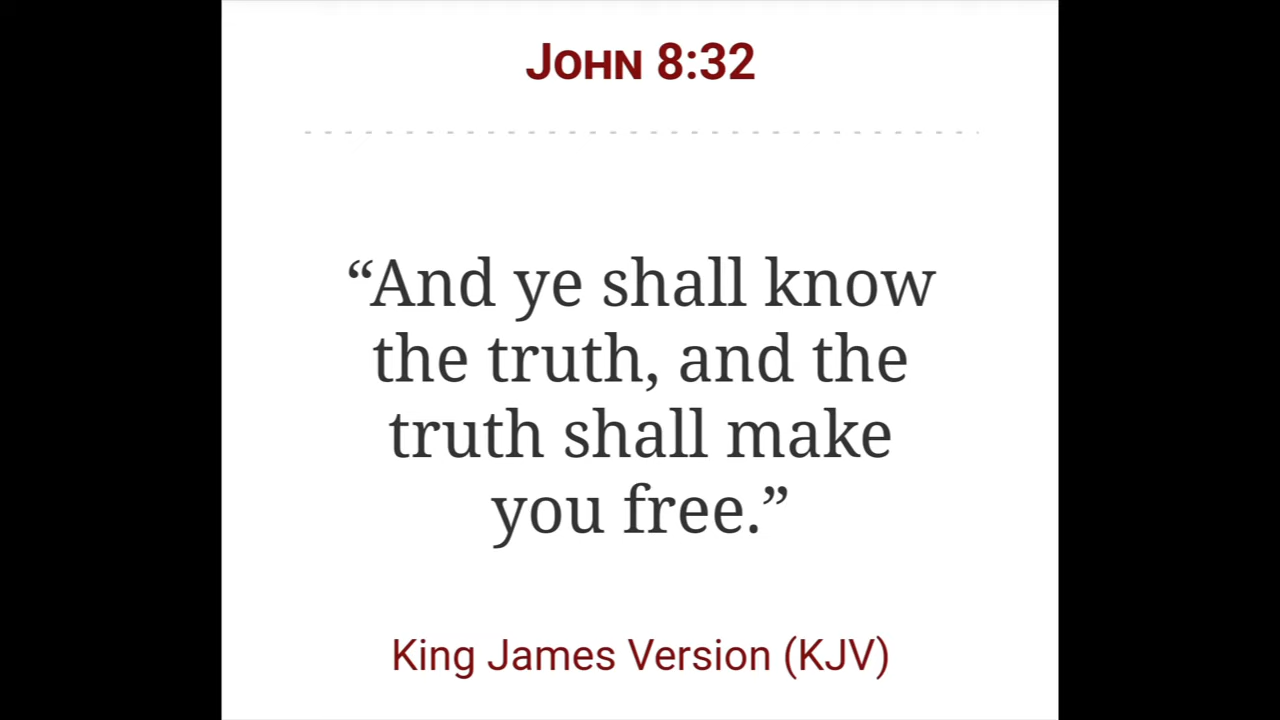 John 8:32
“And ye shall know
the truth, and the
truth shall make
you free.”
King James Version (KJV)